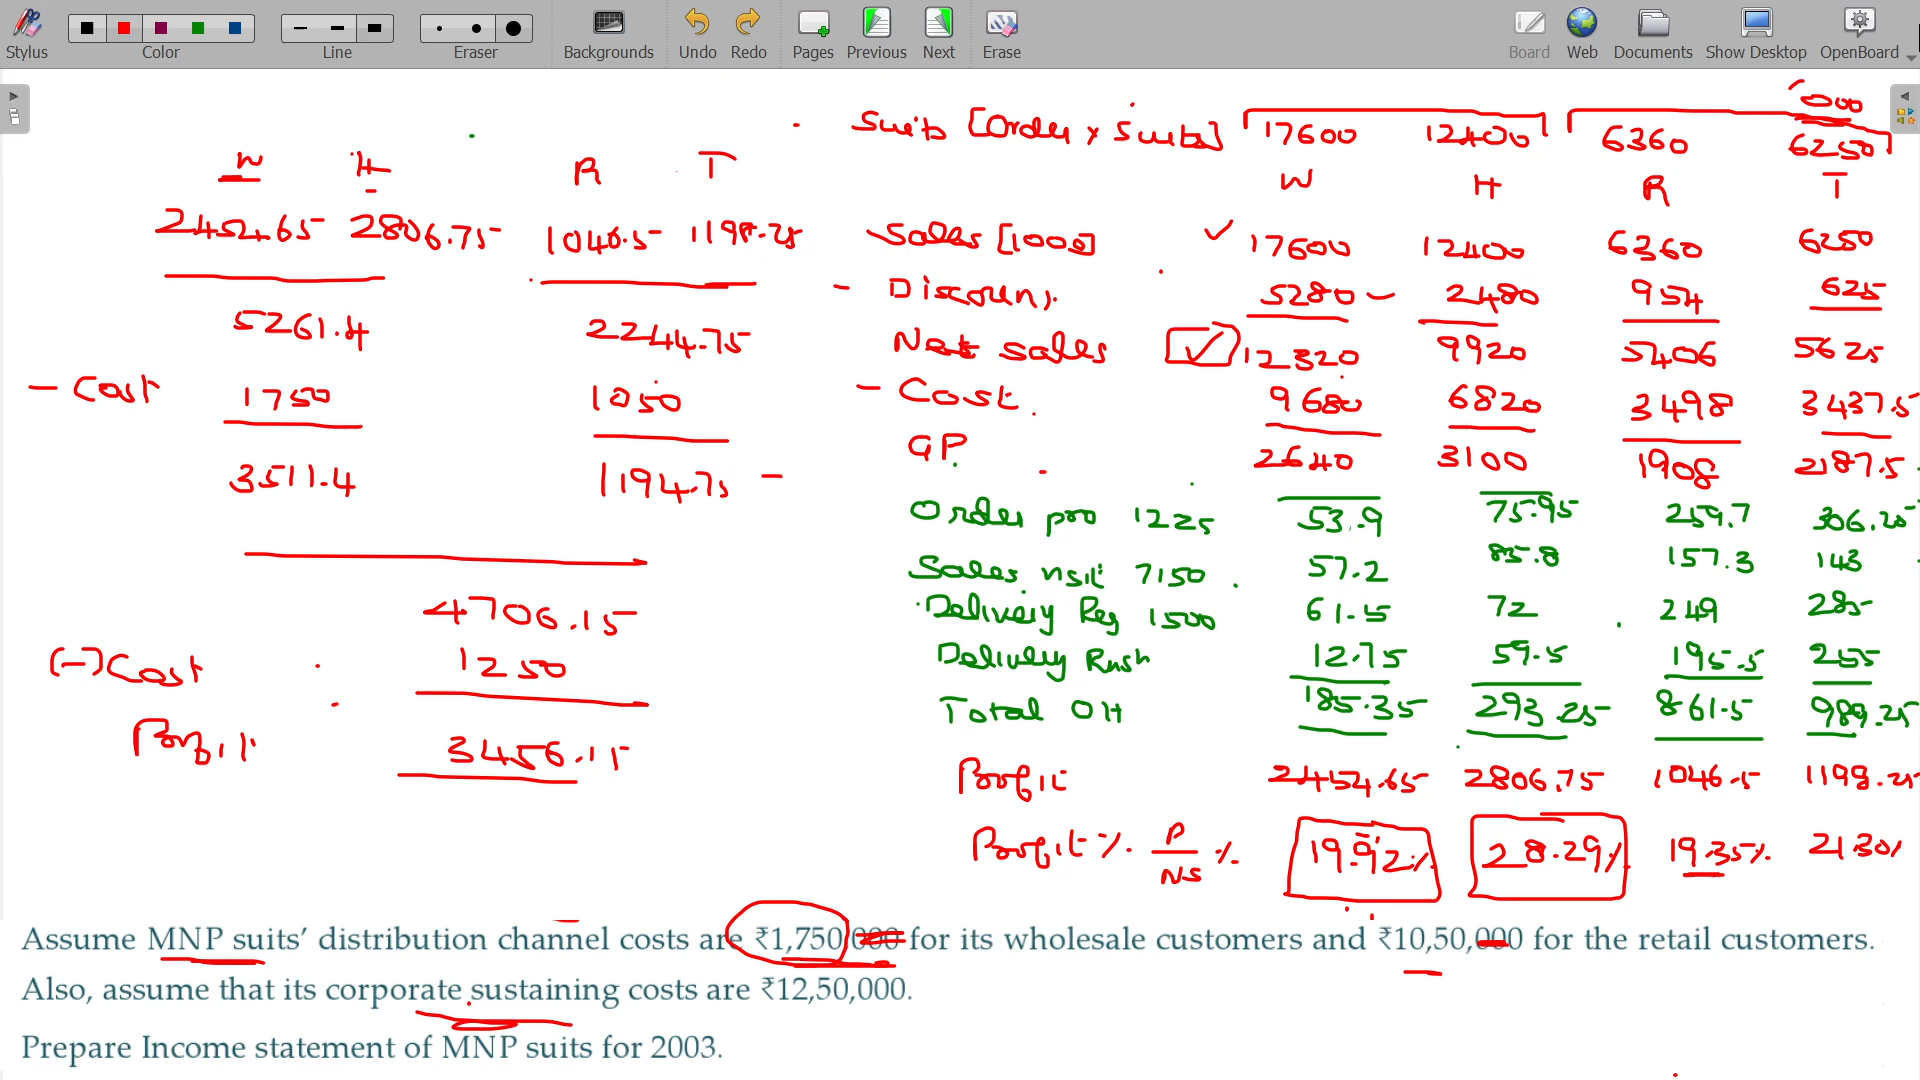 Stylus Color Line Eraser Backgrounds Undo Redo Pages Previous Next Erase Board Web Documents Show Desktop OpenBoard
'000
Suits [Order x Suits] 17600 12400 6360 6250
W H R T
Sales [1000] 17600 12400 6360 6250
- Discount 5280 2480 954 625
Net sales 12320 9920 5406 5625
- Cost 9680 6820 3498 3437.5
GP 2640 3100 1908 2187.5
Order pro 1225 53.9 75.95 259.7 306.25
Sales visit 7150 57.2 85.8 157.3 143
Delivery Reg 1500 61.5 72 249 285
Delivery Rush 12.75 59.5 195.5 255
Total OH 185.35 293.25 861.5 989.25
Profit 2454.65 2806.75 1046.5 1198.25
Profit % P/NS % 19.92% 28.29% 19.35% 21.30%
W H R T
2454.65 2806.75 1046.5 1198.25
5261.4 2244.75
- Cost 1750 1050
3511.4 1194.75 -
4706.15
(-) Cost 1250
Profit 3456.15
Assume MNP suits’ distribution channel costs are ₹1,750,000 for its wholesale customers and ₹10,50,000 for the retail customers.
Also, assume that its corporate sustaining costs are ₹12,50,000.
Prepare Income statement of MNP suits for 2003.